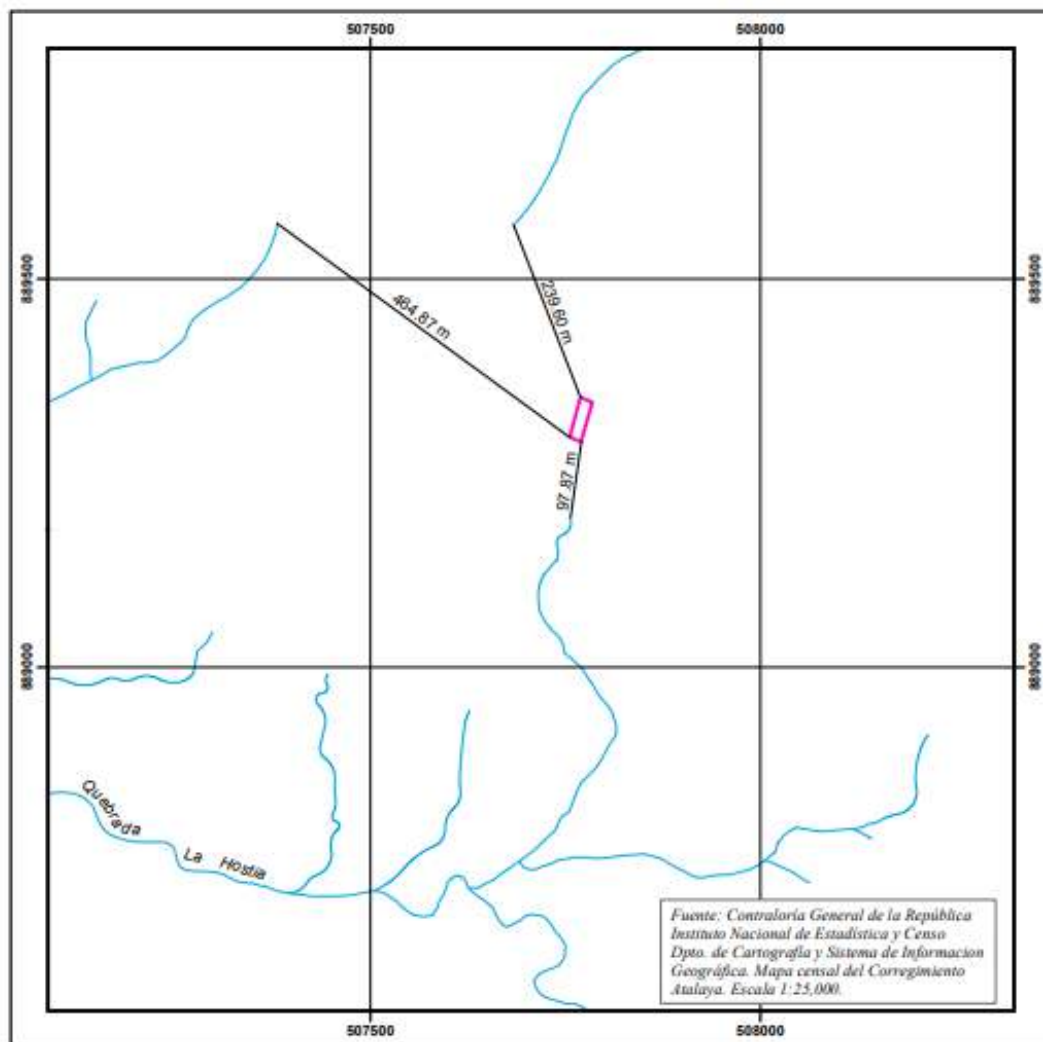 507500
508000
889500
889500
464.87 m
239.60 m
97.87 m
889000
889000
Quebrada
La Hostia
Fuente: Contraloría General de la República
Instituto Nacional de Estadística y Censo
Dpto. de Cartografía y Sistema de Informacion
Geográfica. Mapa censal del Corregimiento
Atalaya. Escala 1:25,000.
507500
508000